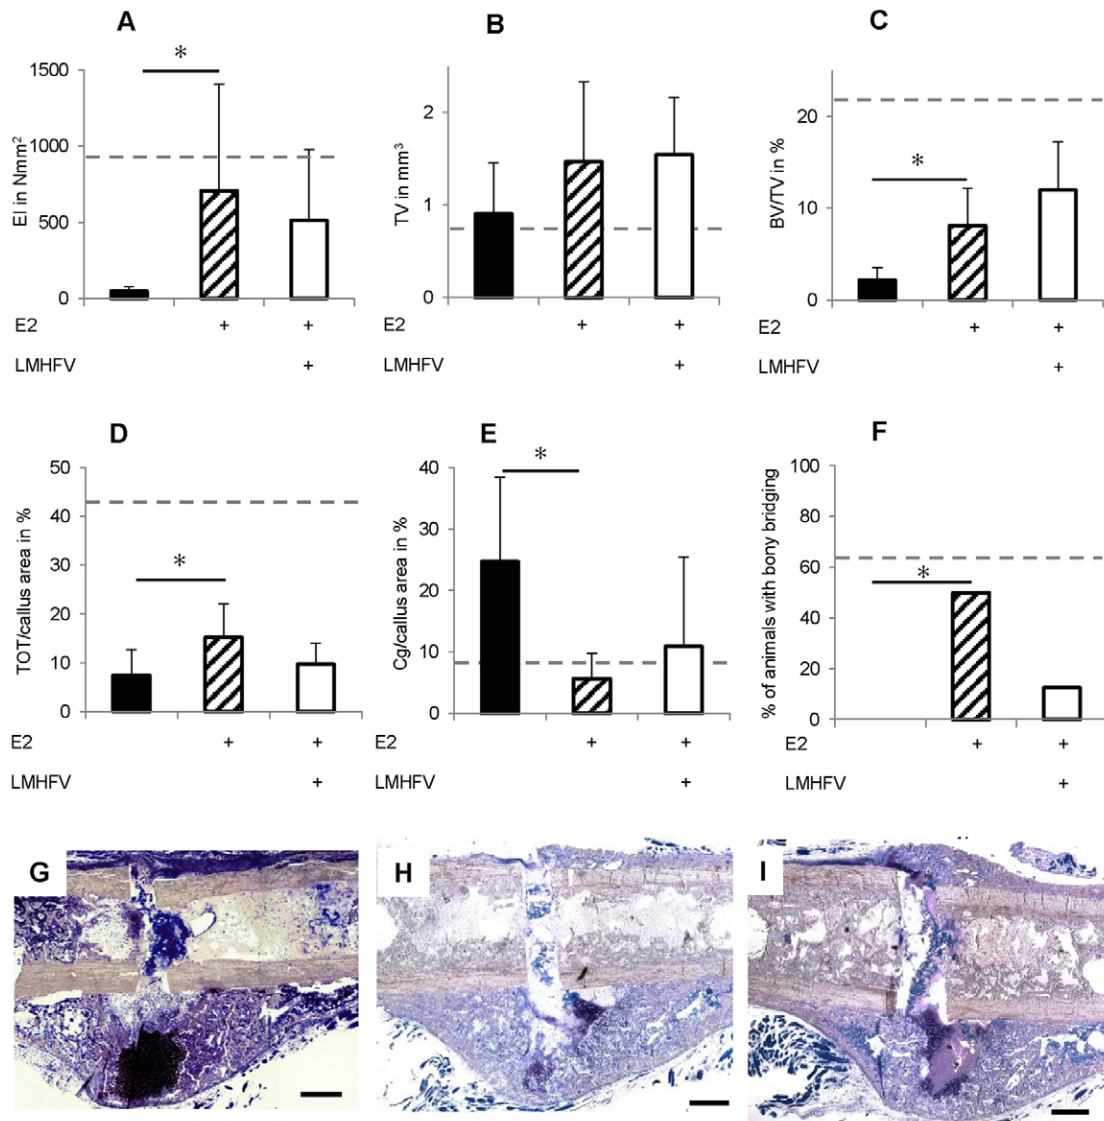 A
B
C
*
1500
1000
500
0
EI in Nmm²
2
1
0
TV in mm³
*
20
10
0
BV/TV in %
E2 + +
LMHFV +
E2 + +
LMHFV +
E2 + +
LMHFV +
D
E
F
*
50
40
30
20
10
0
TOT/callus area in %
*
40
30
20
10
0
Cg/callus area in %
*
100
80
60
40
20
0
% of animals with bony bridging
E2 + +
LMHFV +
E2 + +
LMHFV +
E2 + +
LMHFV +
G
H
I